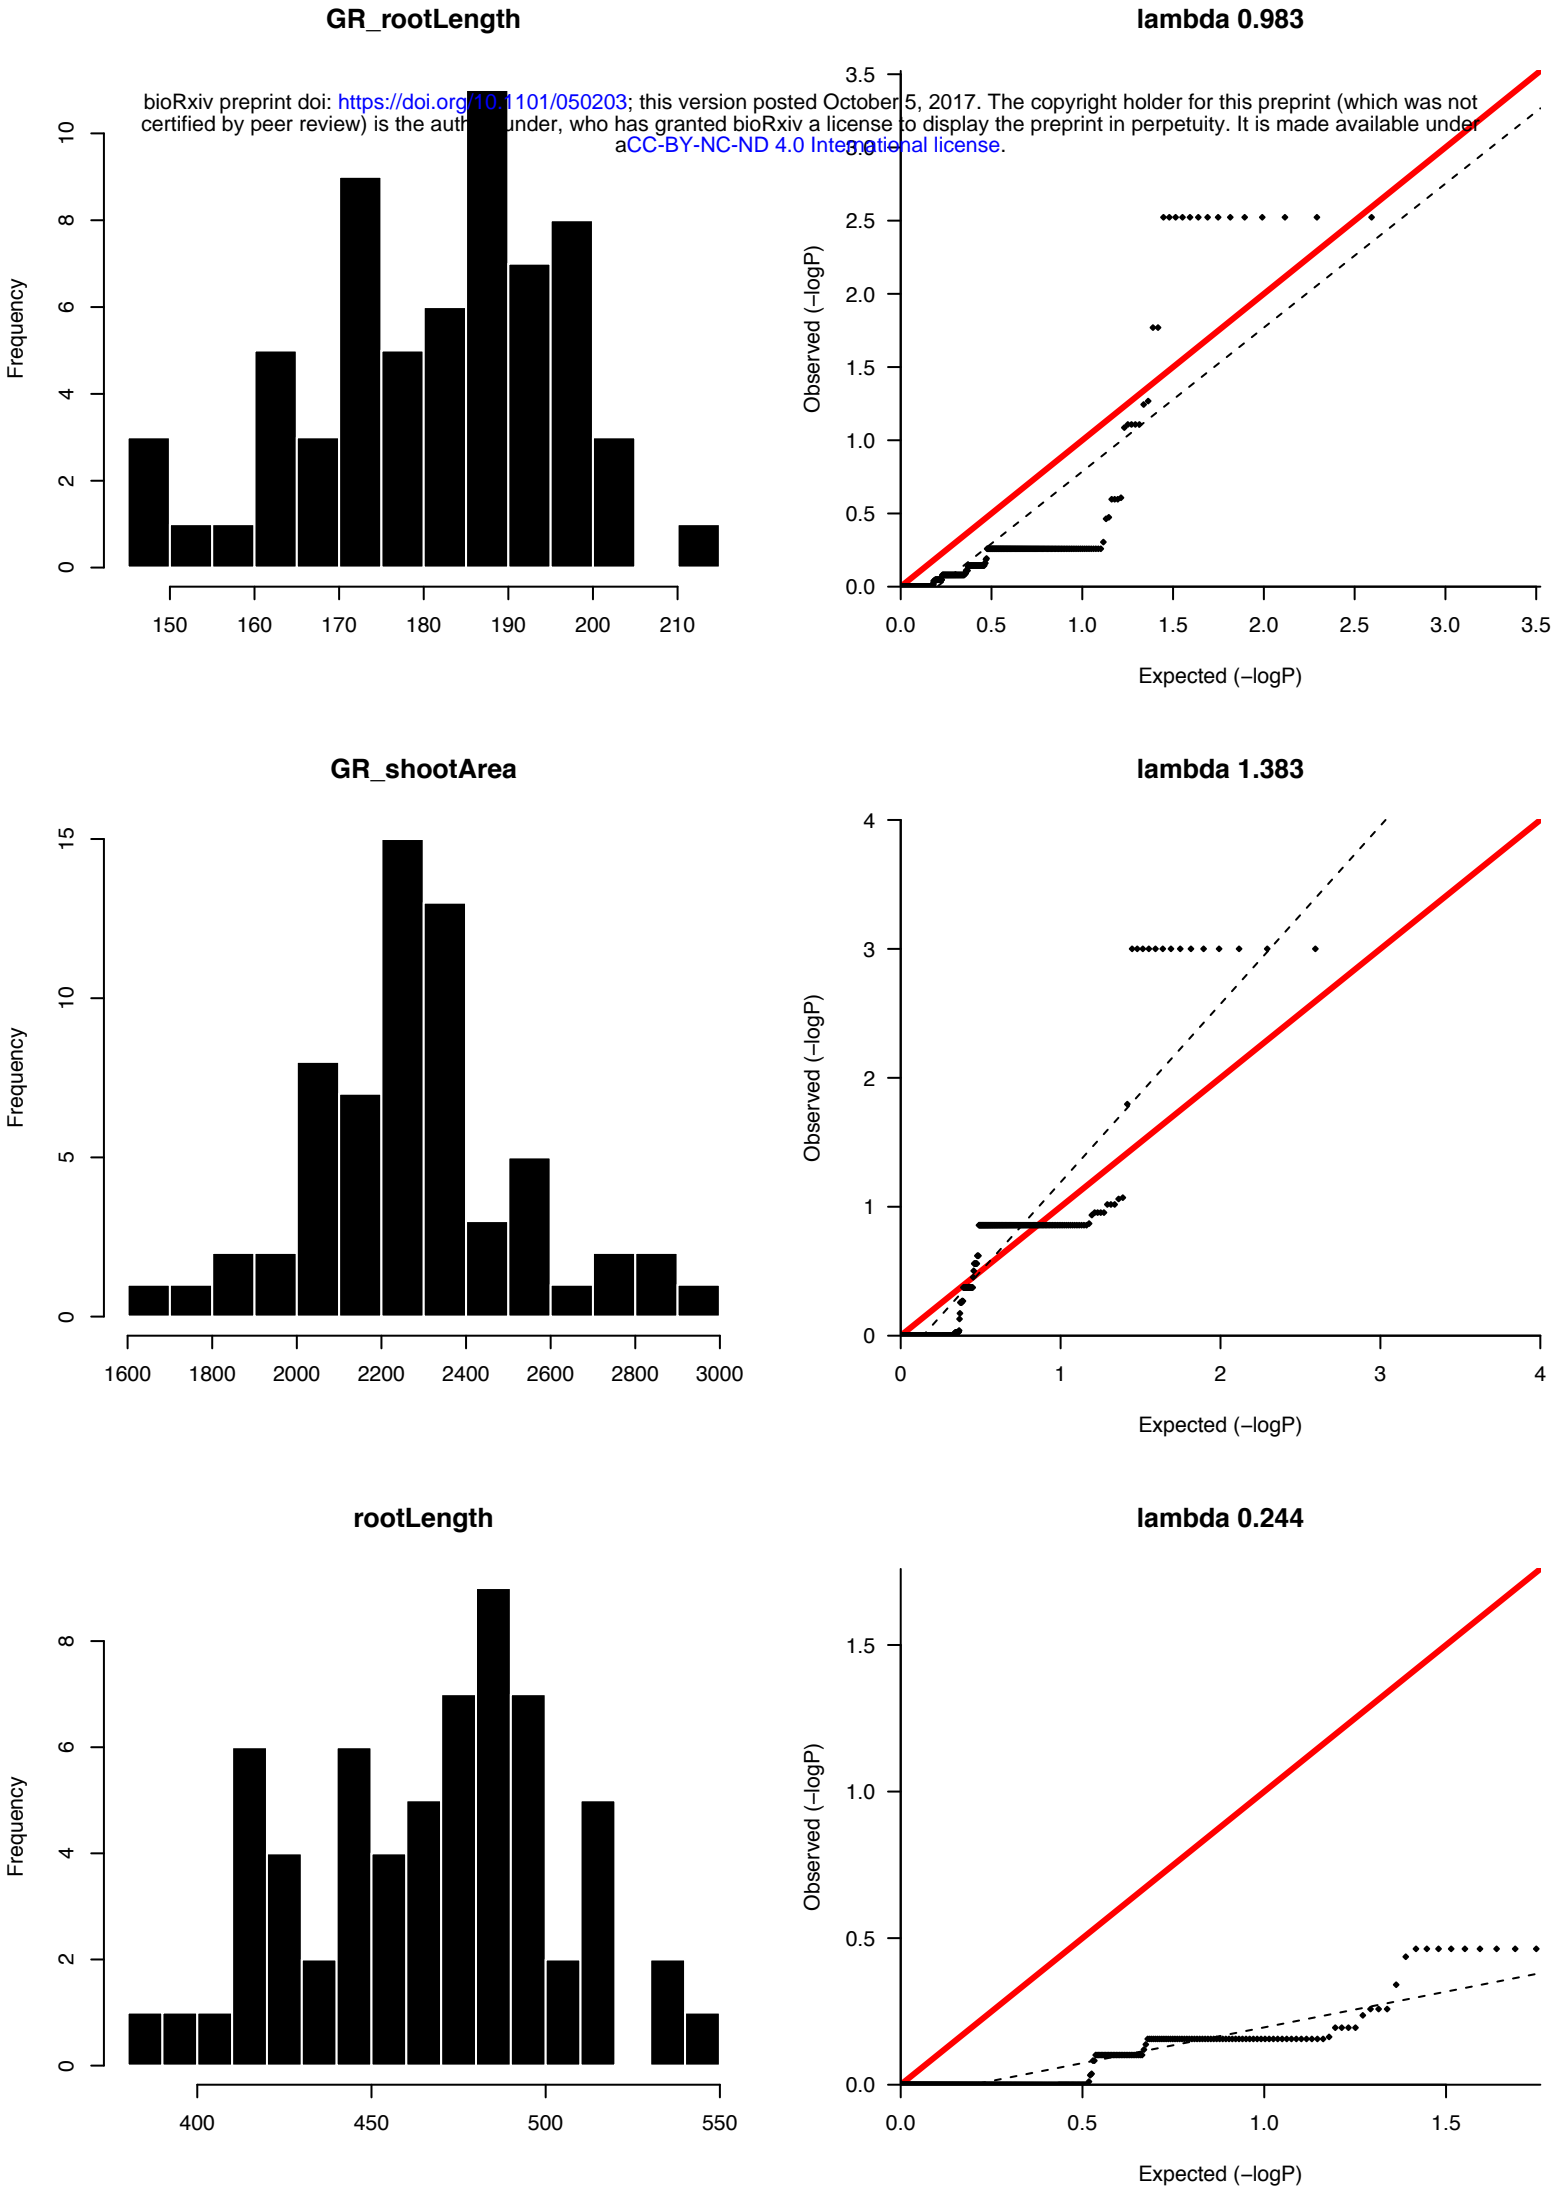 GR_rootLength
lambda 0.983
bioRxiv preprint doi: https://doi.org/10.1101/050203; this version posted October 5, 2017. The copyright holder for this preprint (which was not
certified by peer review) is the auth under, who has granted bioRxiv a license to display the preprint in perpetuity. It is made available under
aCC-BY-NC-ND 4.0 International license.
Frequency
0 2 4 6 8 10
150 160 170 180 190 200 210
Observed (−logP)
0.0 0.5 1.0 1.5 2.0 2.5 3.0 3.5
0.0 0.5 1.0 1.5 2.0 2.5 3.0 3.5
Expected (−logP)
GR_shootArea
lambda 1.383
Frequency
0 5 10 15
1600 1800 2000 2200 2400 2600 2800 3000
Observed (−logP)
0 1 2 3 4
0 1 2 3 4
Expected (−logP)
rootLength
lambda 0.244
Frequency
0 2 4 6 8
400 450 500 550
Observed (−logP)
0.0 0.5 1.0 1.5
0.0 0.5 1.0 1.5
Expected (−logP)